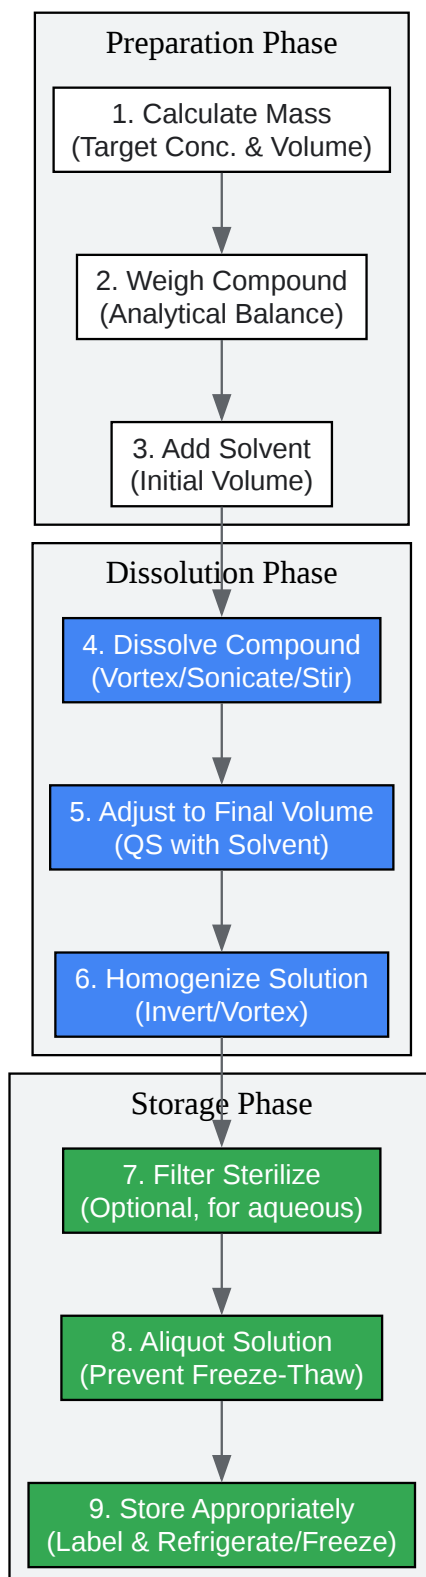 Preparation Phase
1. Calculate Mass
(Target Conc. & Volume)
2. Weigh Compound
(Analytical Balance)
3. Add Solvent
(Initial Volume)
Dissolution Phase
4. Dissolve Compound
(Vortex/Sonicate/Stir)
5. Adjust to Final Volume
(QS with Solvent)
6. Homogenize Solution
(Invert/Vortex)
Storage Phase
7. Filter Sterilize
(Optional, for aqueous)
8. Aliquot Solution
(Prevent Freeze-Thaw)
9. Store Appropriately
(Label & Refrigerate/Freeze)